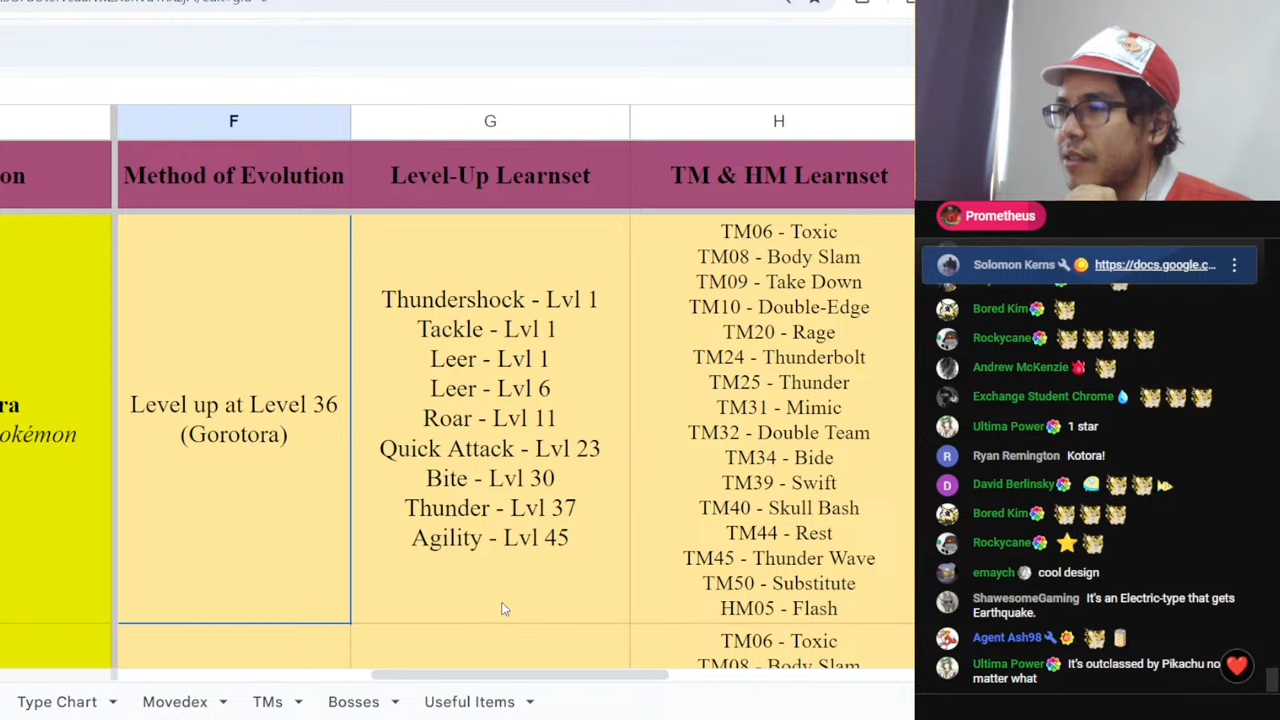 F
G
H
on
Method of Evolution
Level-Up Learnset
TM & HM Learnset
ra
okémon
Level up at Level 36
(Gorotora)
Thundershock - Lvl 1
Tackle - Lvl 1
Leer - Lvl 1
Leer - Lvl 6
Roar - Lvl 11
Quick Attack - Lvl 23
Bite - Lvl 30
Thunder - Lvl 37
Agility - Lvl 45
TM06 - Toxic
TM08 - Body Slam
TM09 - Take Down
TM10 - Double-Edge
TM20 - Rage
TM24 - Thunderbolt
TM25 - Thunder
TM31 - Mimic
TM32 - Double Team
TM34 - Bide
TM39 - Swift
TM40 - Skull Bash
TM44 - Rest
TM45 - Thunder Wave
TM50 - Substitute
HM05 - Flash
TM06 - Toxic
TM08 - Body Slam
Type Chart
Movedex
TMs
Bosses
Useful Items
Prometheus
Solomon Kerns https://docs.google.c...
Bored Kim
Rockycane
Andrew McKenzie
Exchange Student Chrome
Ultima Power 1 star
R
Ryan Remington Kotora!
D
David Berlinsky
Bored Kim
Rockycane
emaych cool design
ShawesomeGaming It's an Electric-type that gets
Earthquake.
Agent Ash98
Ultima Power It's outclassed by Pikachu no
matter what